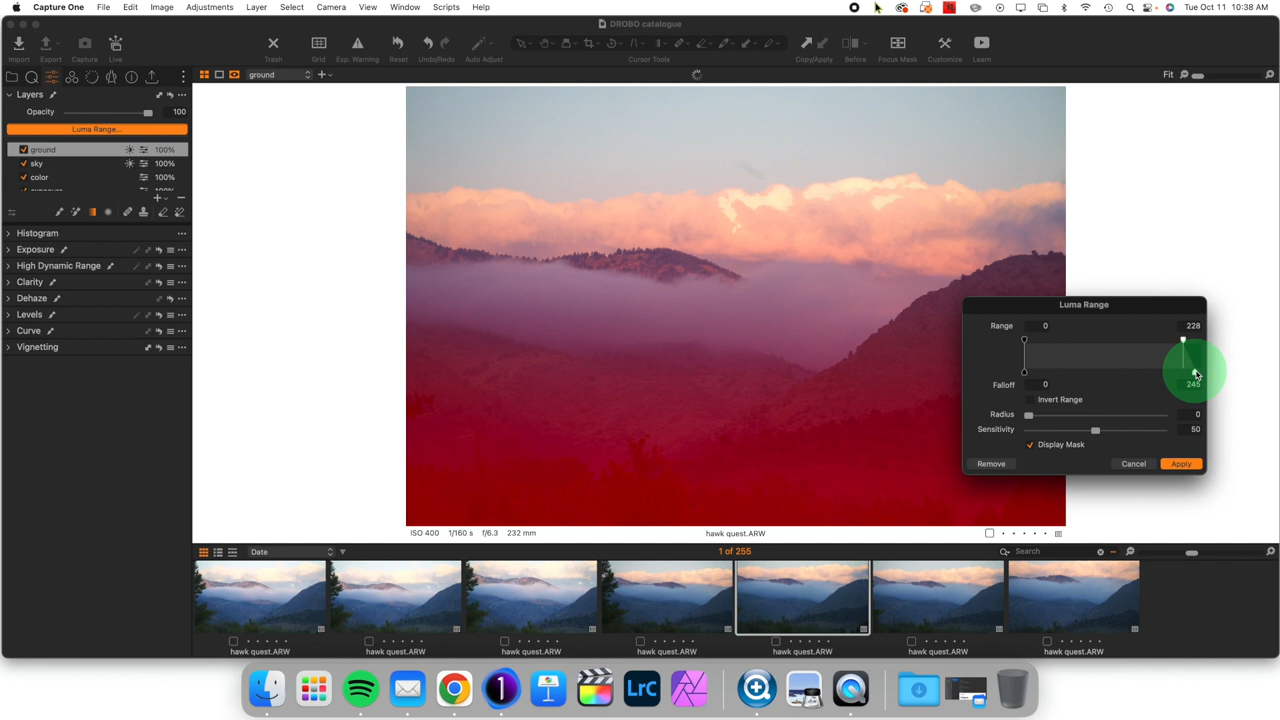 Capture One File Edit Image Adjustments Layer Select Camera View Window Scripts Help
Tue Oct 11 10:38 AM
DROBO catalogue
Import Export Capture Live Trash Grid Exp. Warning Reset Undo/Redo Auto Adjust Cursor Tools Copy/Apply Before Focus Mask Customize Learn
ground
Fit
Layers
Opacity 100
Luma Range...
ground 100%
sky 100%
color 100%
Histogram
Exposure
High Dynamic Range
Clarity
Dehaze
Levels
Curve
Vignetting
Luma Range
Range 0 228
Falloff 0 245
Invert Range
Radius 0
Sensitivity 50
Display Mask
Remove Cancel Apply
ISO 400 1/160 s f/6.3 232 mm
hawk quest.ARW
Date
1 of 255
Search
hawk quest.ARW hawk quest.ARW hawk quest.ARW hawk quest.ARW hawk quest.ARW hawk quest.ARW hawk quest.ARW
1
LrC